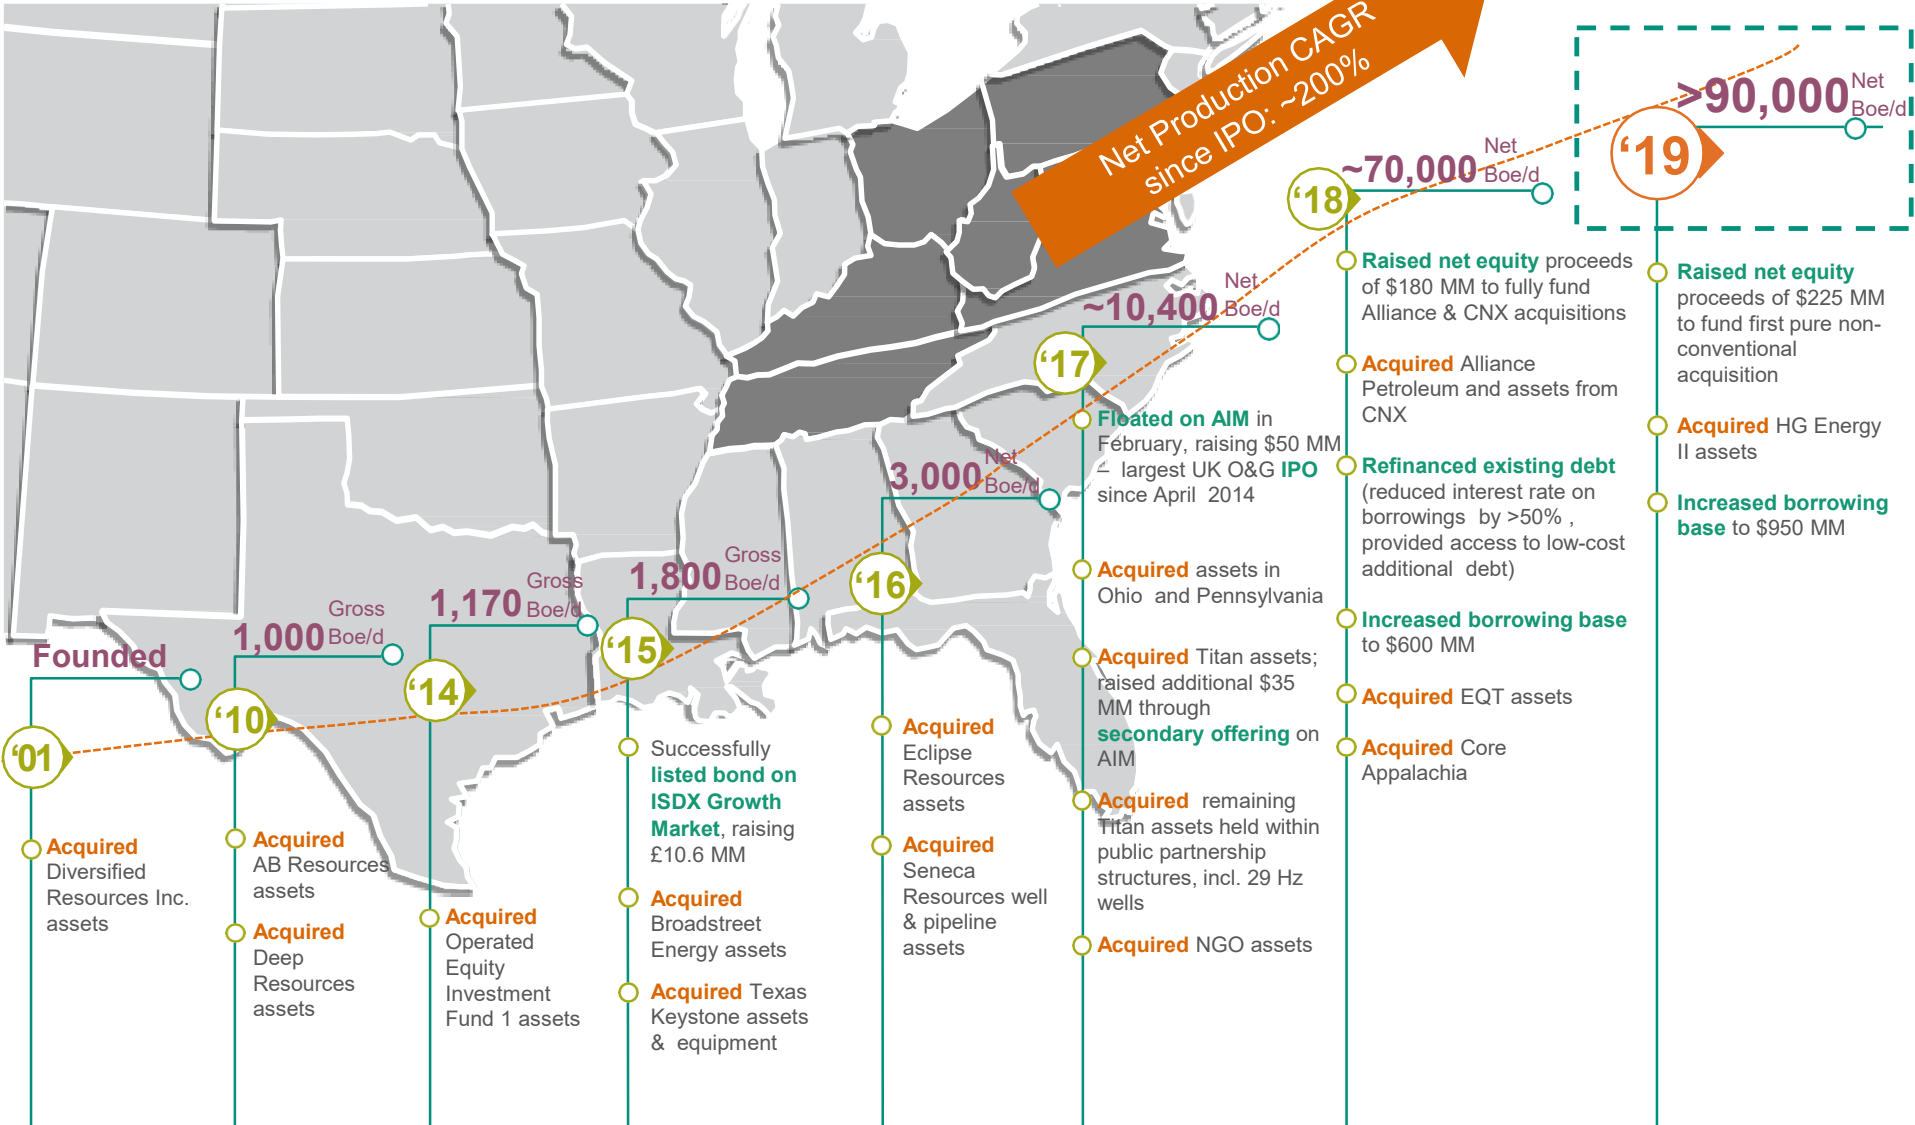 Net Production CAGR
since IPO: ~200%
Founded
‘01
Acquired
Diversified
Resources Inc.
assets
1,000 Gross
Boe/d
‘10
Acquired
AB Resources
assets
Acquired
Deep
Resources
assets
1,170 Gross
Boe/d
‘14
Acquired
Operated
Equity
Investment
Fund 1 assets
1,800 Gross
Boe/d
‘15
Successfully
listed bond on
ISDX Growth
Market, raising
£10.6 MM
Acquired
Broadstreet
Energy assets
Acquired Texas
Keystone assets
& equipment
3,000 Net
Boe/d
‘16
Acquired
Eclipse
Resources
assets
Acquired
Seneca
Resources well
& pipeline
assets
~10,400 Net
Boe/d
‘17
Floated on AIM in
February, raising $50 MM
– largest UK O&G IPO
since April 2014
Acquired assets in
Ohio and Pennsylvania
Acquired Titan assets;
raised additional $35
MM through
secondary offering on
AIM
Acquired remaining
Titan assets held within
public partnership
structures, incl. 29 Hz
wells
Acquired NGO assets
~70,000 Net
Boe/d
‘18
Raised net equity proceeds
of $180 MM to fully fund
Alliance & CNX acquisitions
Acquired Alliance
Petroleum and assets from
CNX
Refinanced existing debt
(reduced interest rate on
borrowings by >50% ,
provided access to low-cost
additional debt)
Increased borrowing base
to $600 MM
Acquired EQT assets
Acquired Core
Appalachia
>90,000 Net
Boe/d
‘19
Raised net equity
proceeds of $225 MM
to fund first pure non-
conventional
acquisition
Acquired HG Energy
II assets
Increased borrowing
base to $950 MM